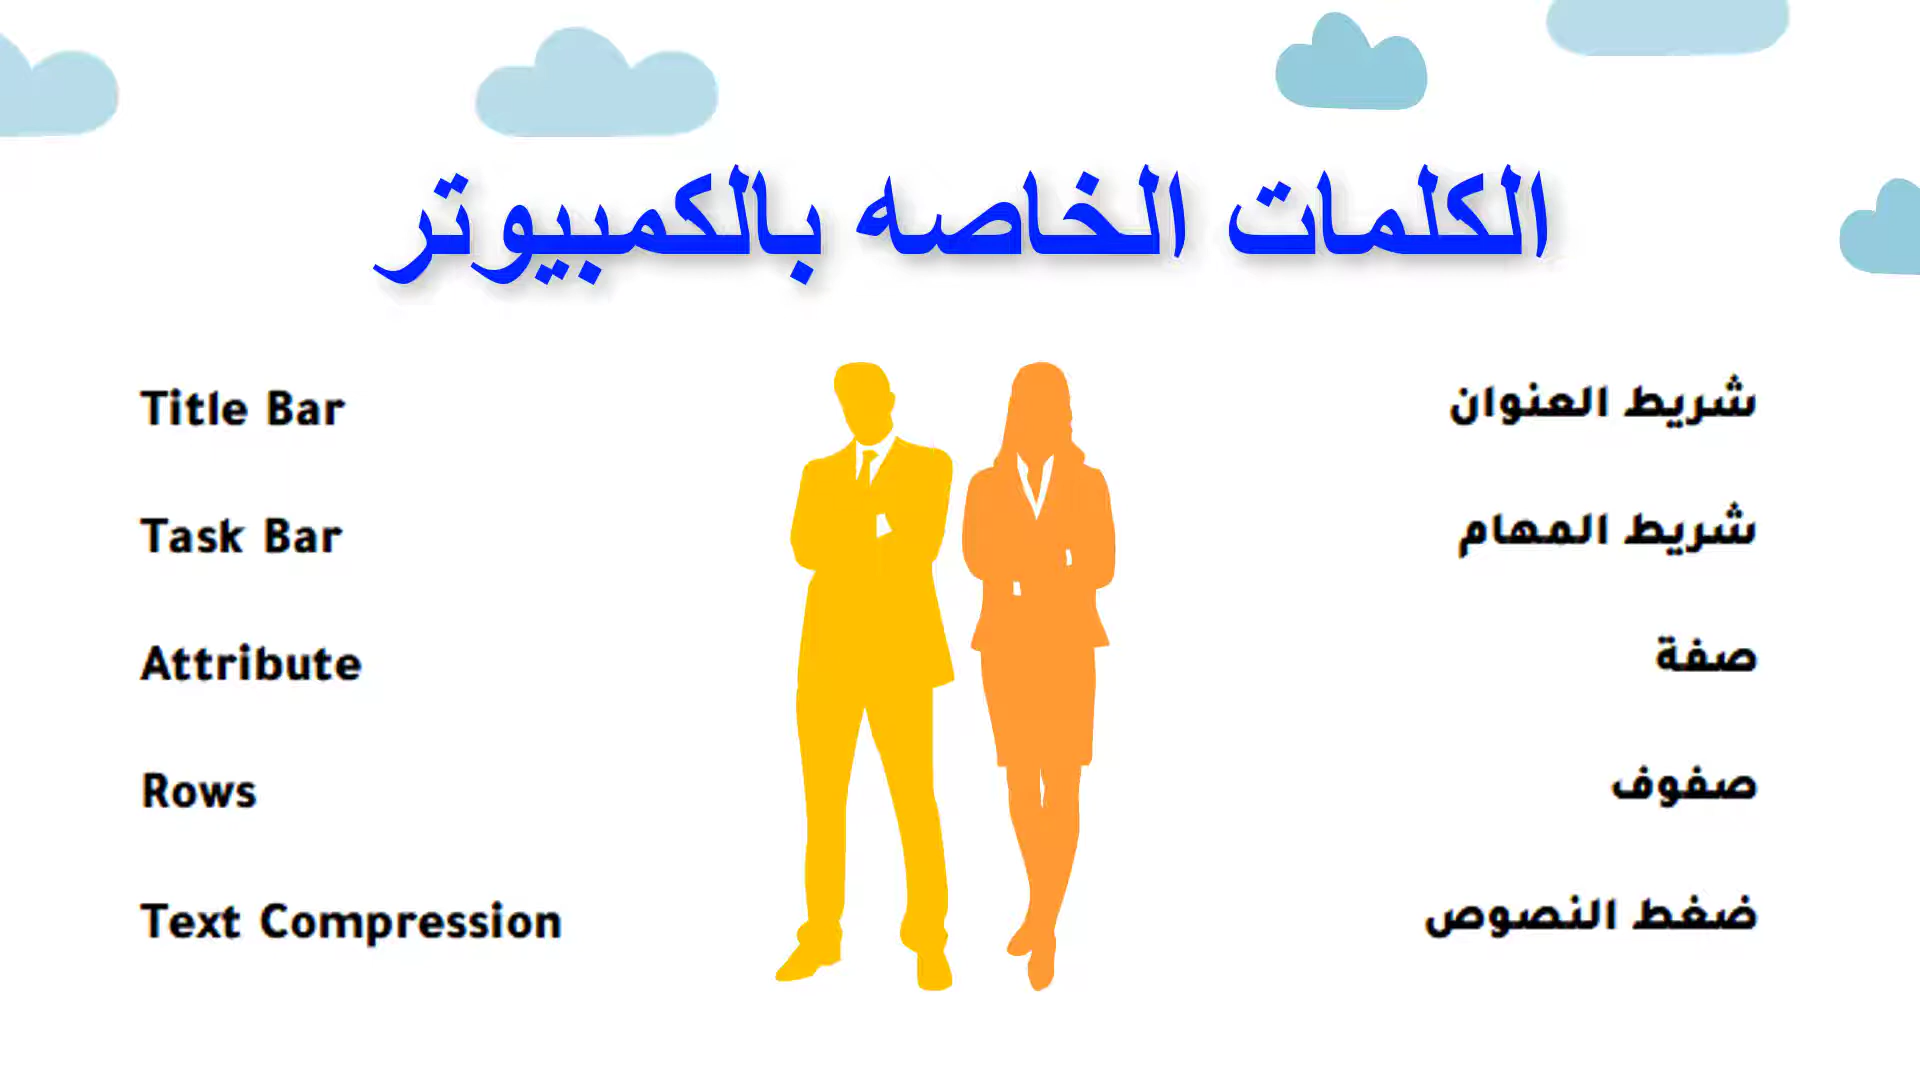 الكلمات الخاصه بالكمبيوتر
Title Bar شريط العنوان
Task Bar شريط المهام
Attribute صفة
Rows صفوف
Text Compression ضغط النصوص